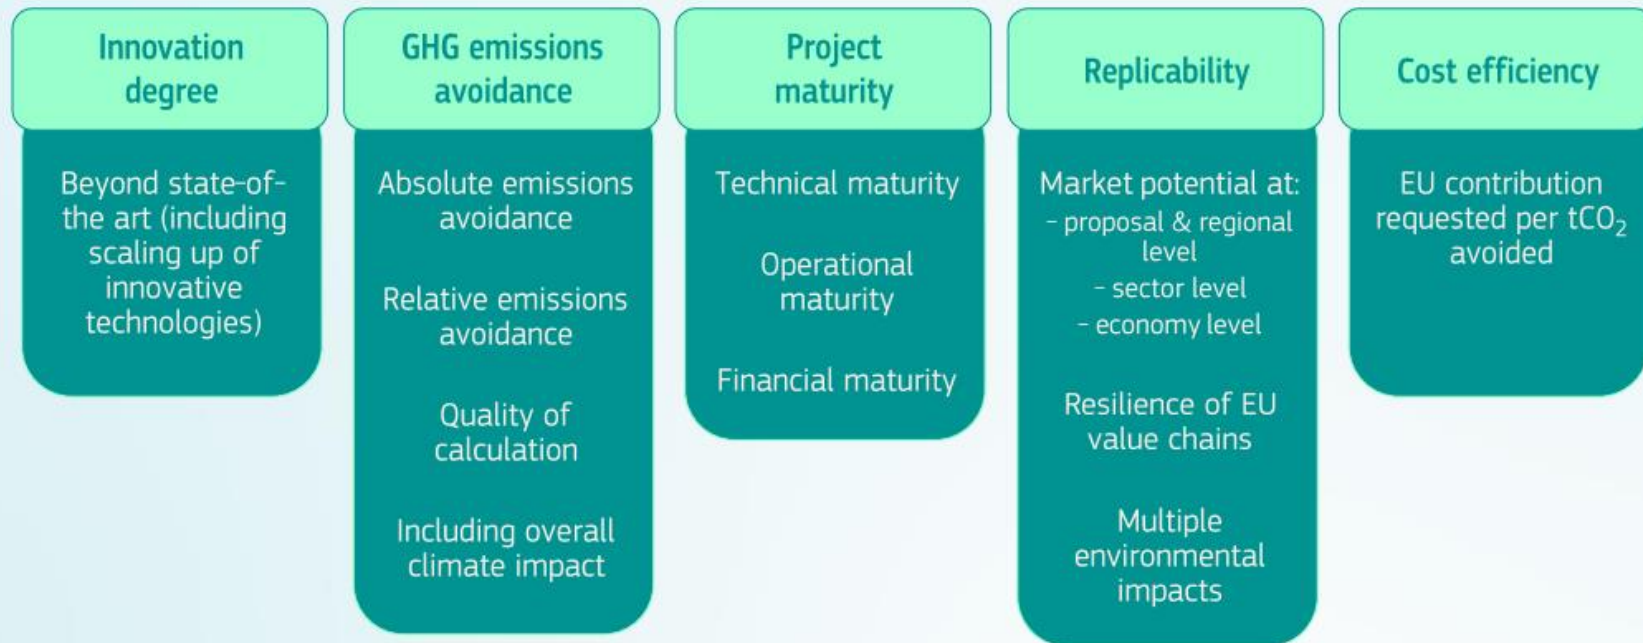 Innovation
degree
Beyond state-of-
the art (including
scaling up of
innovative
technologies)
GHG emissions
avoidance
Absolute emissions
avoidance
Relative emissions
avoidance
Quality of
calculation
Including overall
climate impact
Project
maturity
Technical maturity
Operational
maturity
Financial maturity
Replicability
Market potential at:
- proposal & regional
level
- sector level
- economy level
Resilience of EU
value chains
Multiple
environmental
impacts
Cost efficiency
EU contribution
requested per tCO₂
avoided